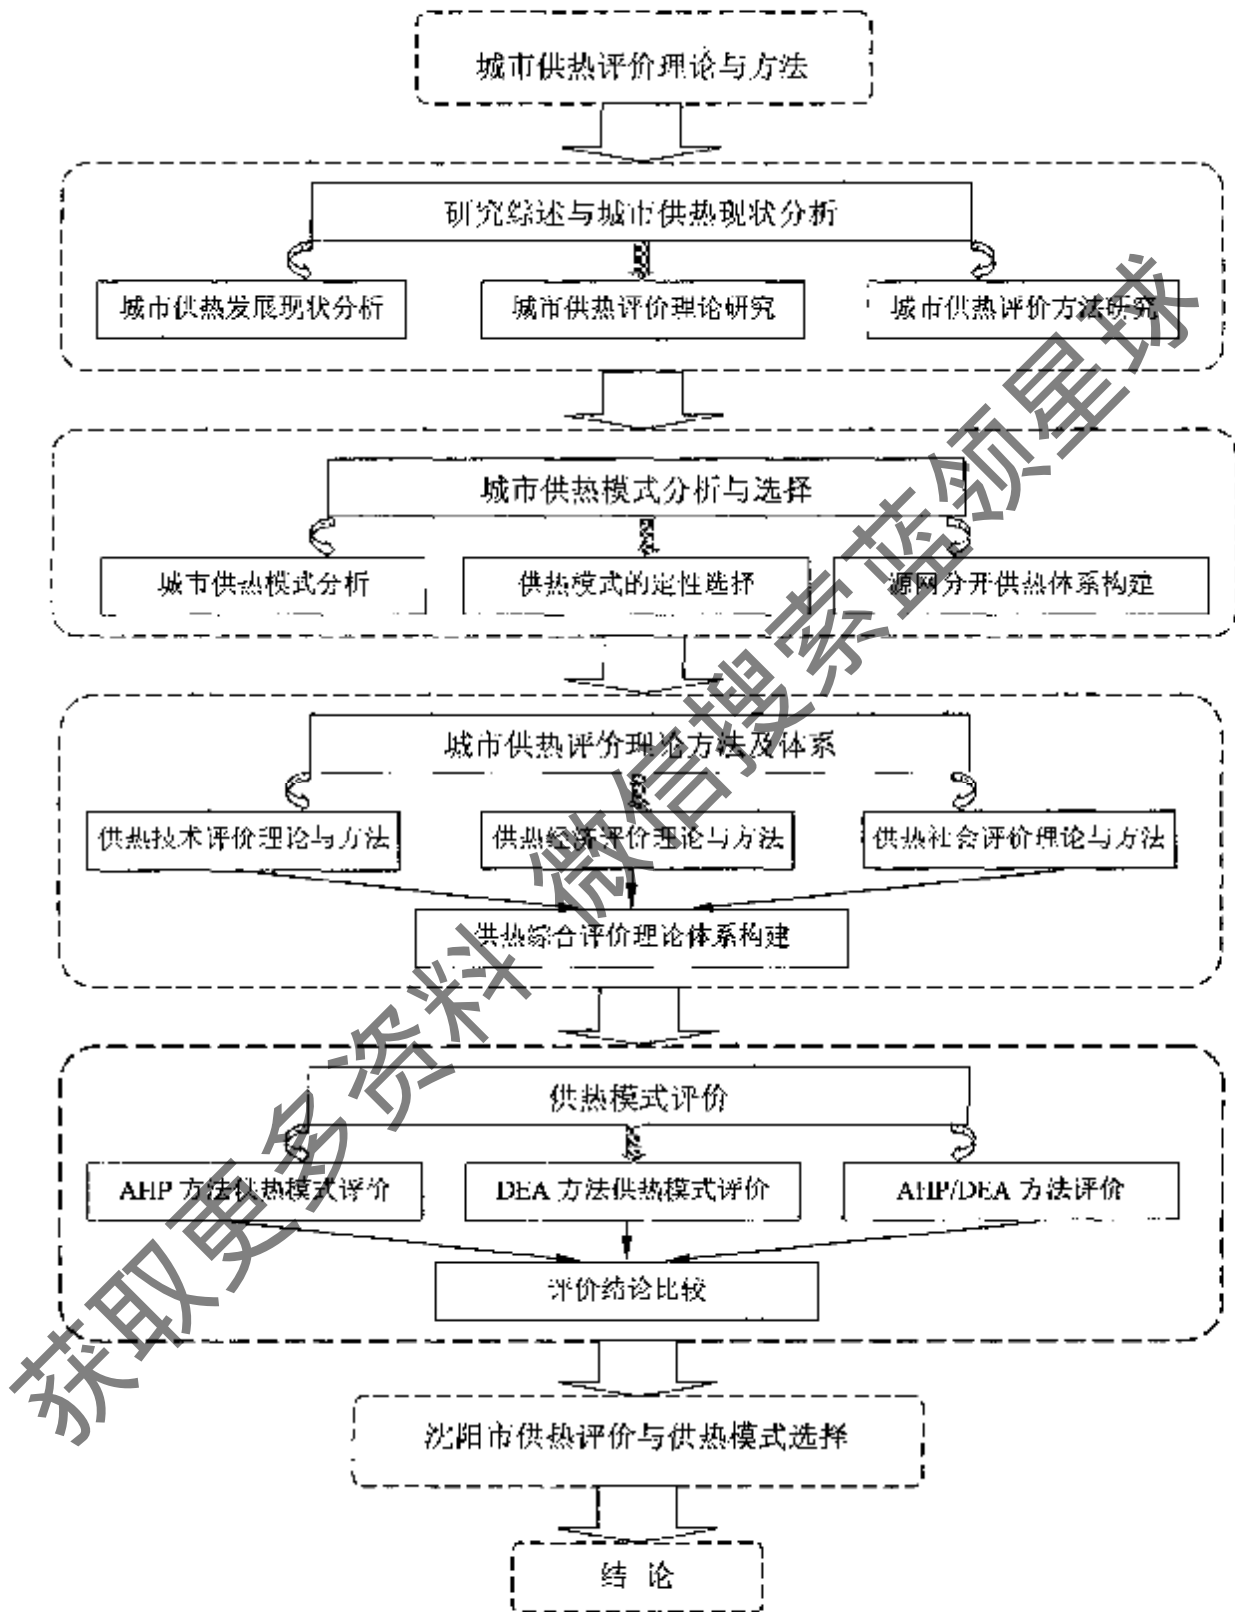 城市供热评价理论与方法
研究综述与城市供热现状分析
城市供热发展现状分析
城市供热评价理论研究
城市供热评价方法研究
城市供热模式分析与选择
城市供热模式分析
供热模式的定性选择
源网分开供热体系构建
城市供热评价理论方法及体系
供热技术评价理论与方法
供热经济评价理论与方法
供热社会评价理论与方法
供热综合评价理论体系构建
供热模式评价
AHP 方法供热模式评价
DEA 方法供热模式评价
AHP/DEA 方法评价
评价结论比较
沈阳市供热评价与供热模式选择
结 论
获取更多资料 微信搜索蓝领星球